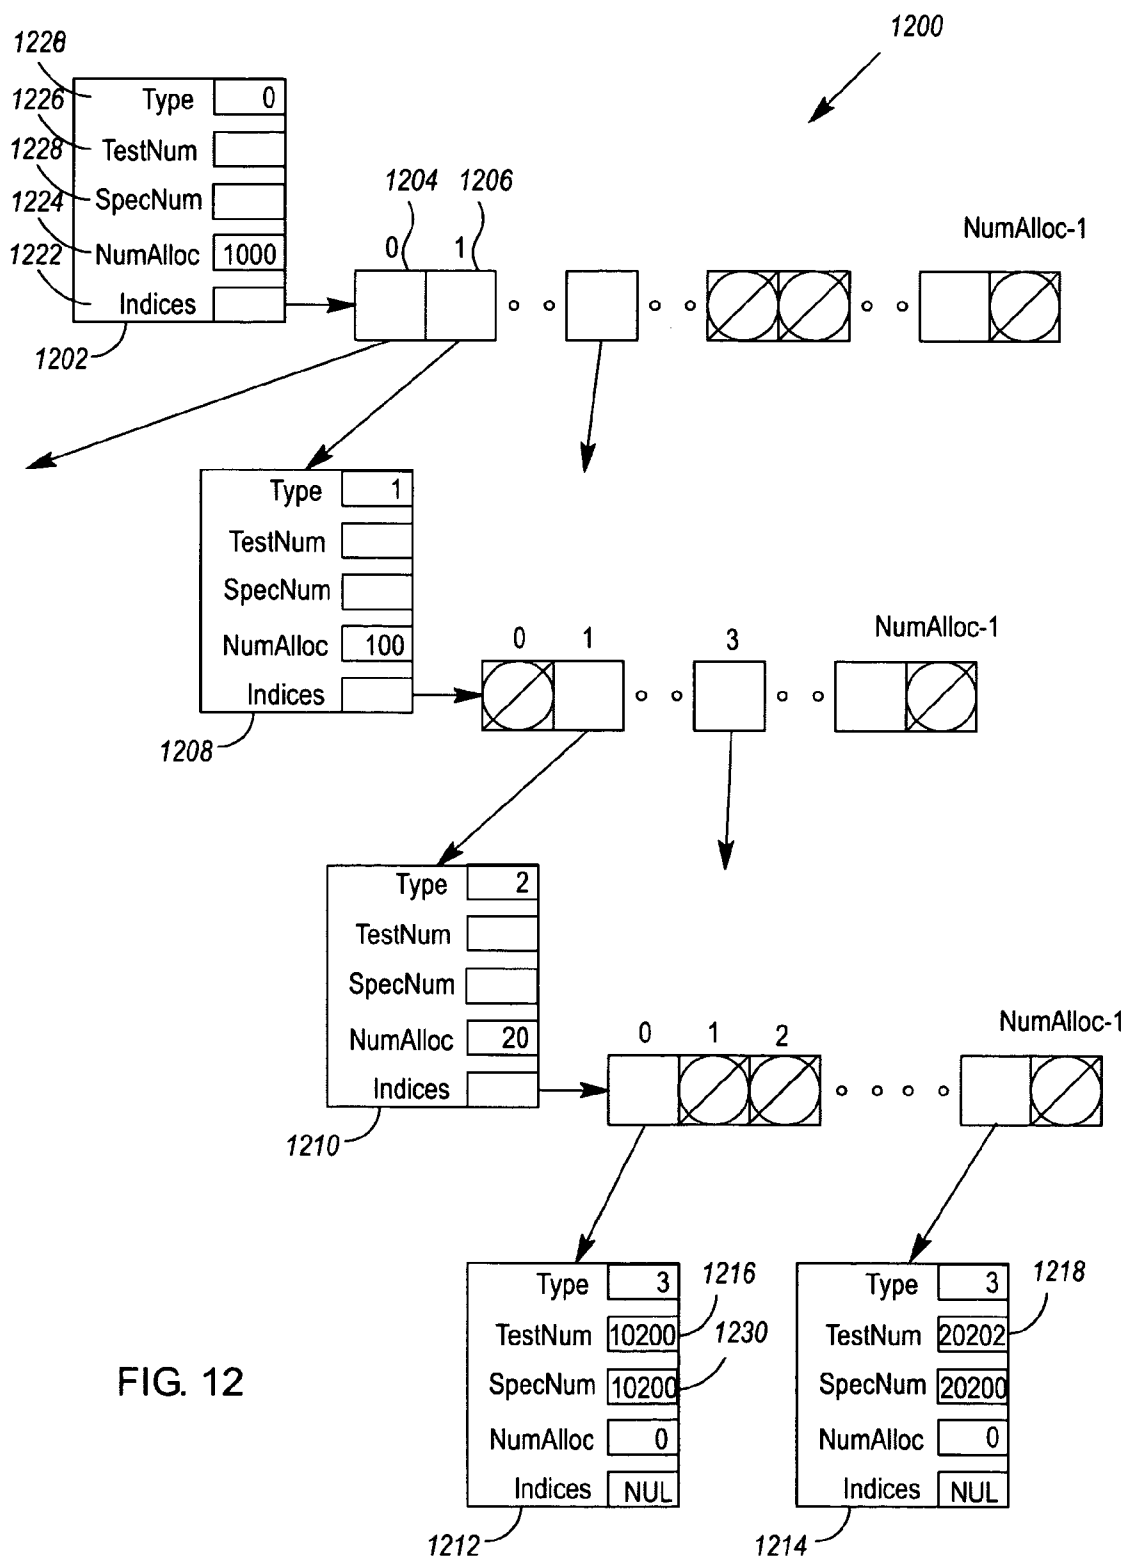 1200
1228
Type 0
1226
TestNum
1228
SpecNum
1224
NumAlloc 1000
1222
Indices
1202
1204
1206
0 1
NumAlloc-1
Type 1
TestNum
SpecNum
NumAlloc 100
Indices
1208
0 1 3
NumAlloc-1
Type 2
TestNum
SpecNum
NumAlloc 20
Indices
1210
0 1 2
NumAlloc-1
Type 3
TestNum 10200
SpecNum 10200
NumAlloc 0
Indices NUL
1212
1216
1230
Type 3
TestNum 20202
SpecNum 20200
NumAlloc 0
Indices NUL
1214
1218
FIG. 12